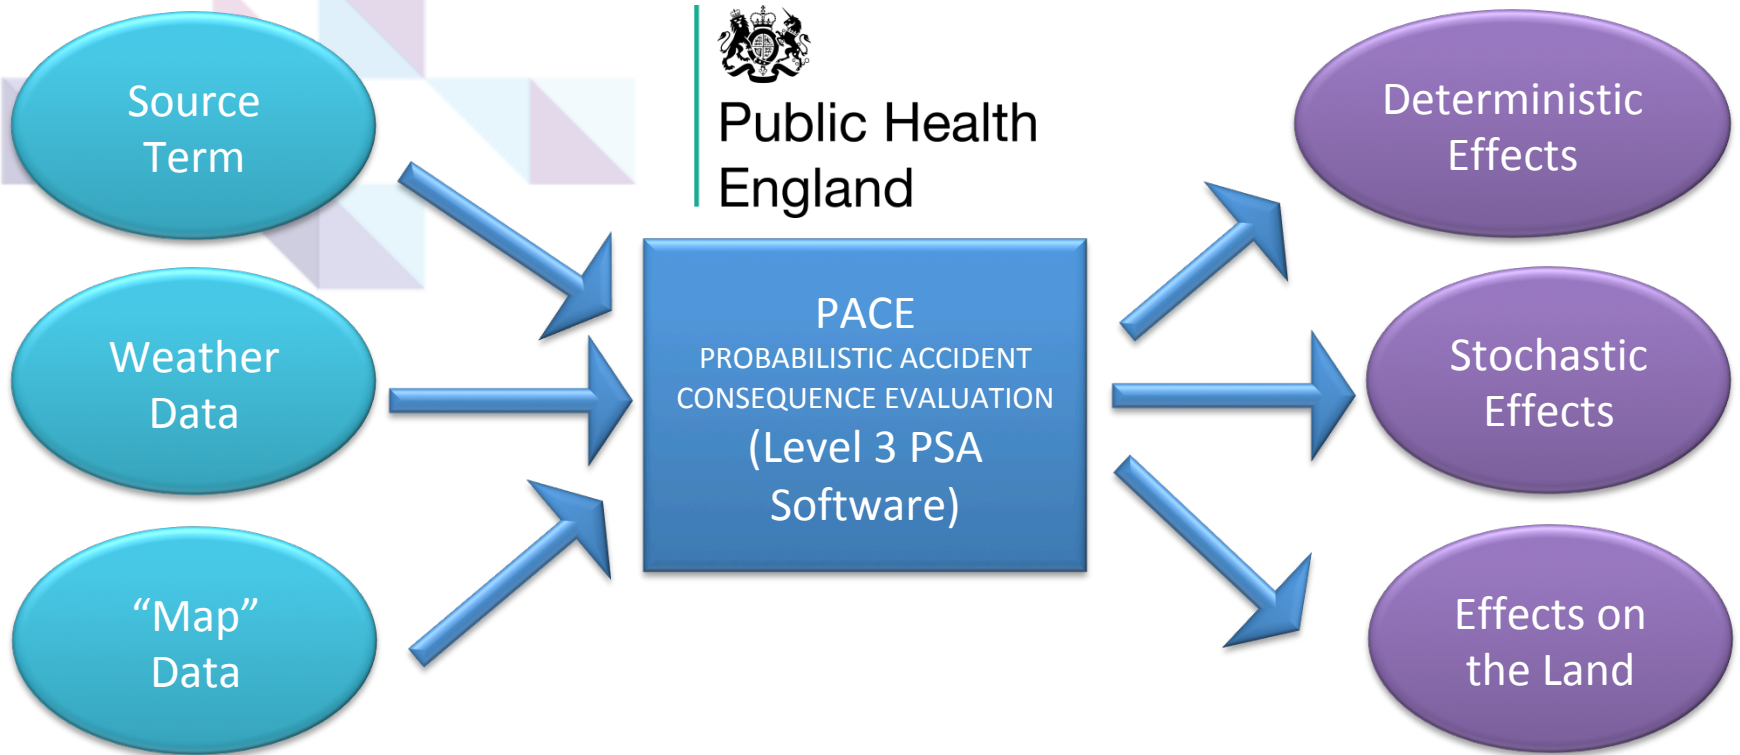 Source
Term
Weather
Data
“Map”
Data
Public Health
England
PACE
PROBABILISTIC ACCIDENT
CONSEQUENCE EVALUATION
(Level 3 PSA
Software)
Deterministic
Effects
Stochastic
Effects
Effects on
the Land